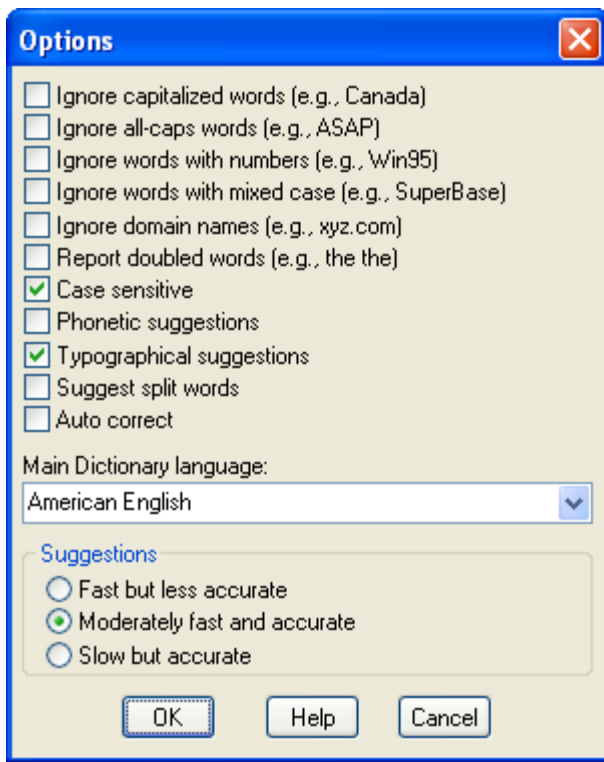 Options
Ignore capitalized words (e.g., Canada)
Ignore all-caps words (e.g., ASAP)
Ignore words with numbers (e.g., Win95)
Ignore words with mixed case (e.g., SuperBase)
Ignore domain names (e.g., xyz.com)
Report doubled words (e.g., the the)
Case sensitive
Phonetic suggestions
Typographical suggestions
Suggest split words
Auto correct
Main Dictionary language:
American English
Suggestions
Fast but less accurate
Moderately fast and accurate
Slow but accurate
OK Help Cancel